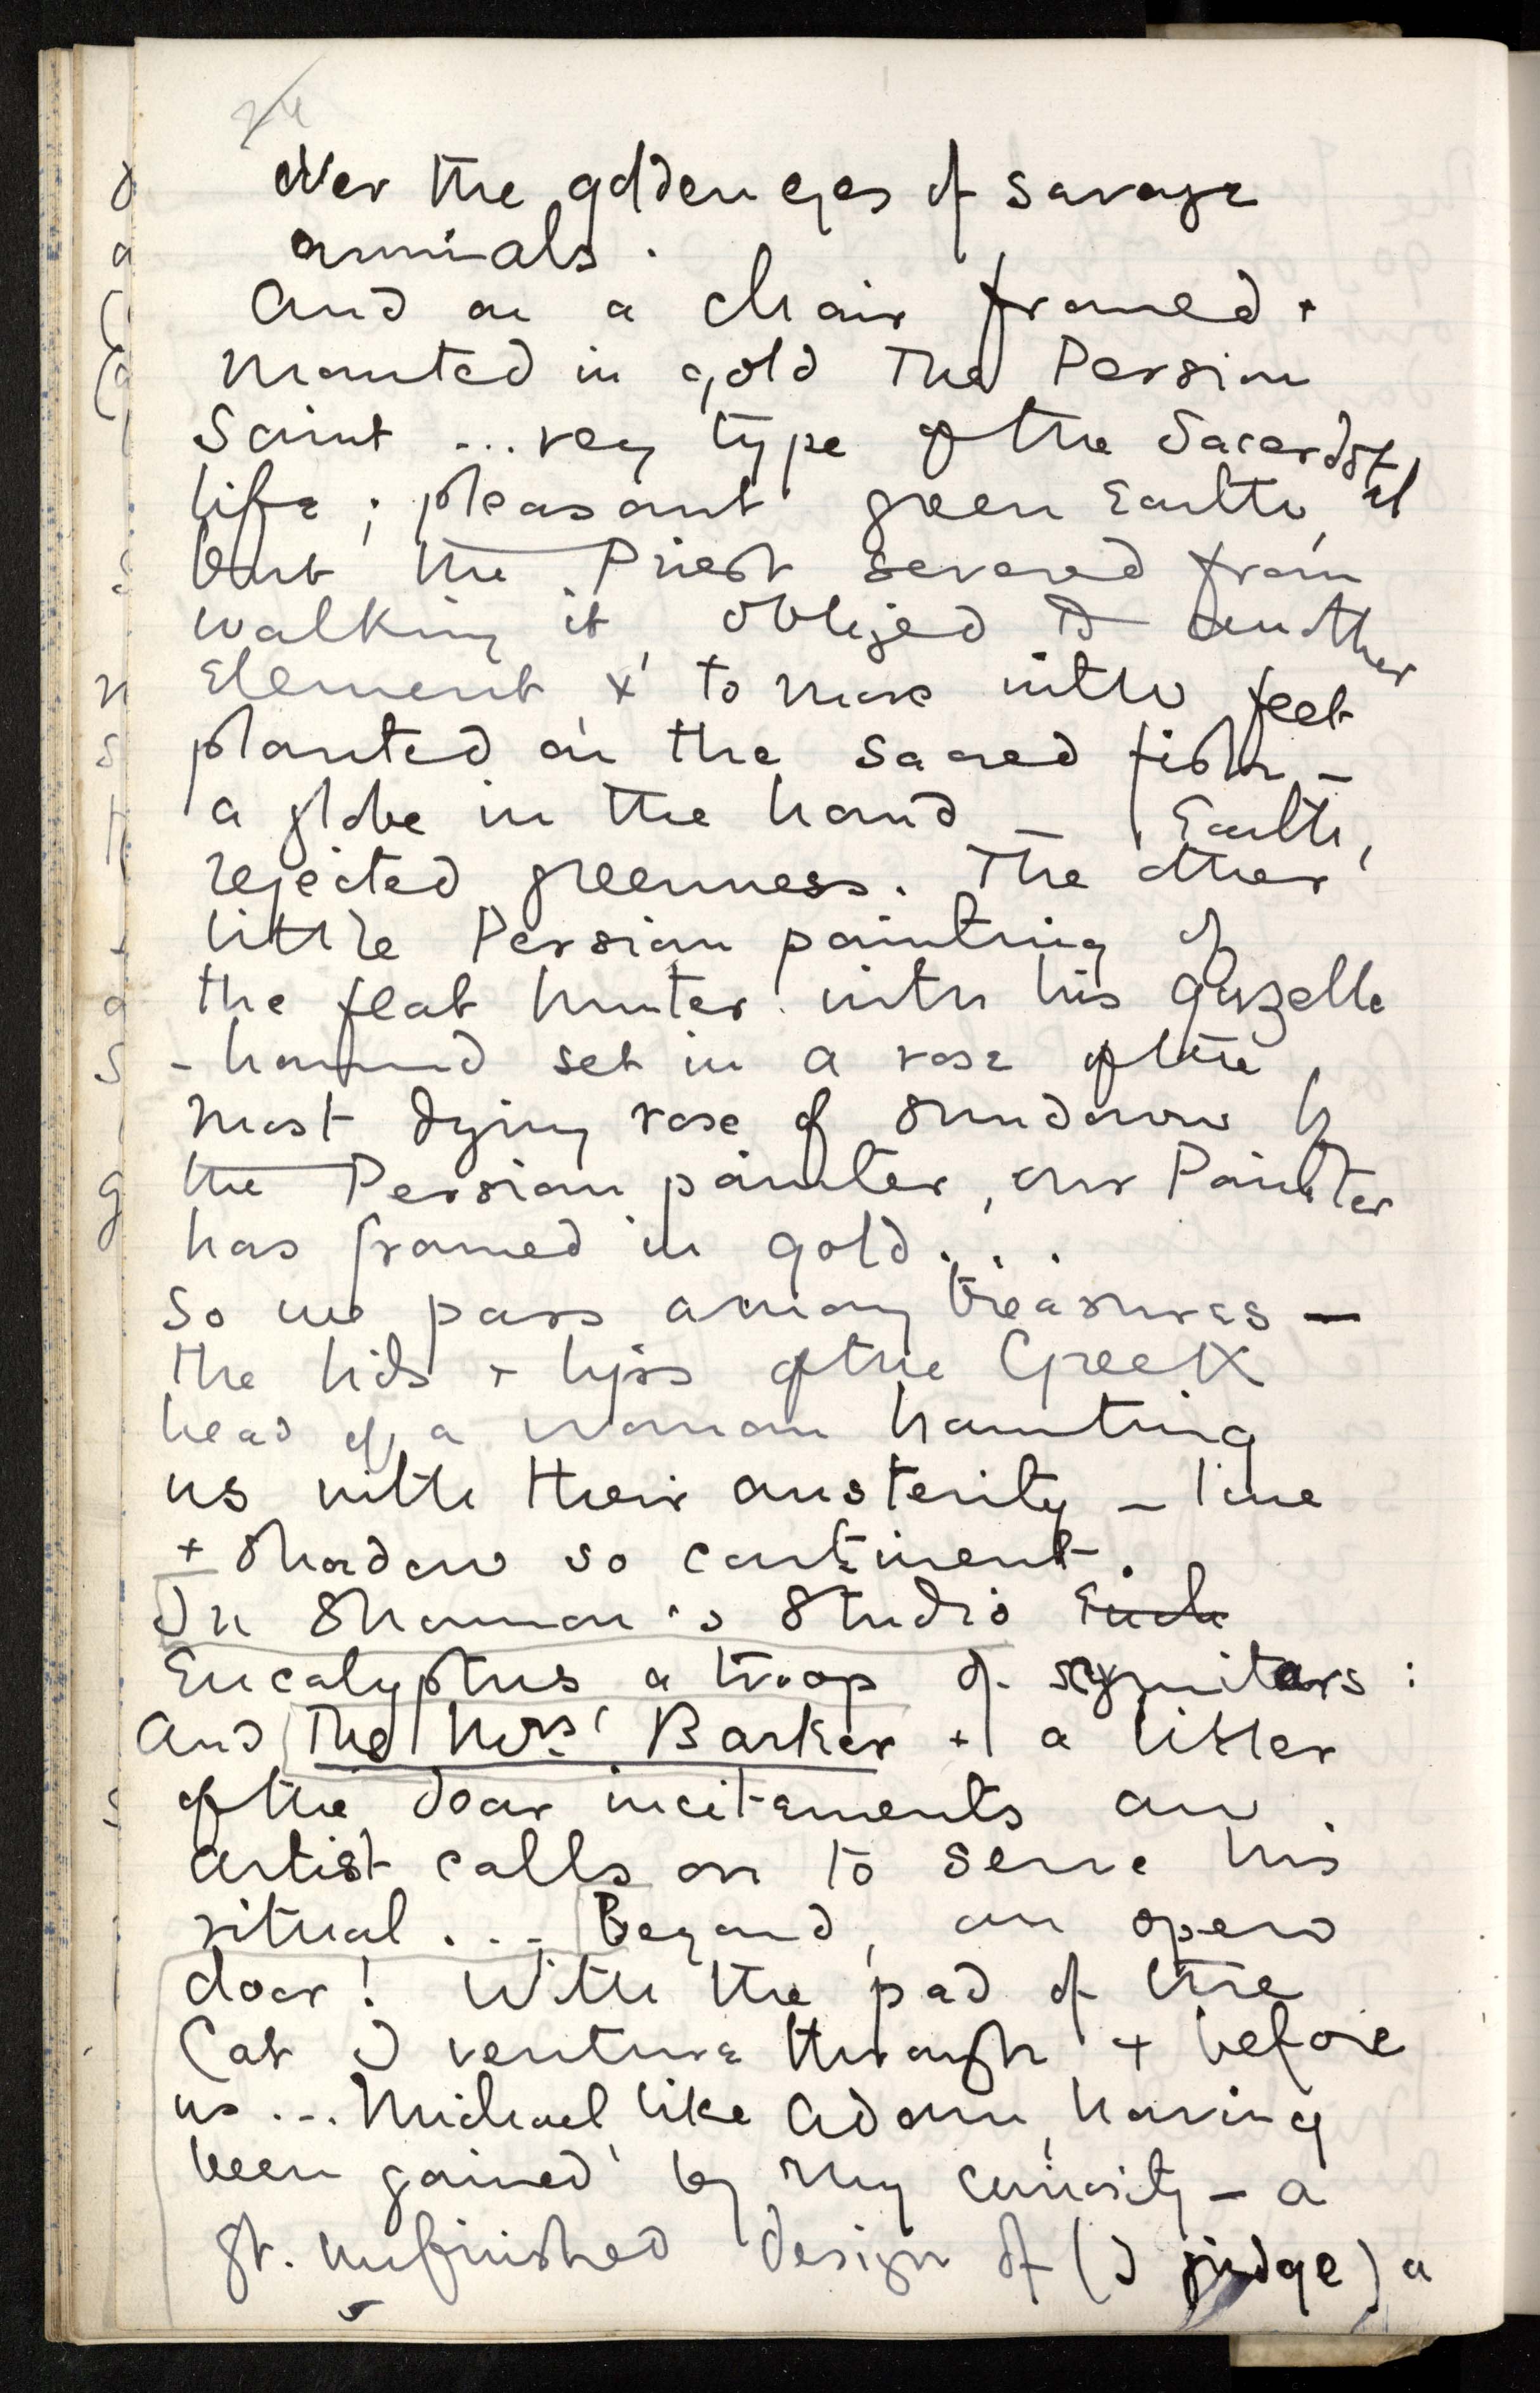 over the golden eyes of savage
animals.
And on a chair framed +
mounted in gold The Persian
Saint ... very type of the Sacerdotal
life; pleasant green Earth,
but the Priest severed from
walking it, obliged to another
Element, + to move with feet
planted on the sacred fish –
a globe in the hand – Earth,
rejected greenness. The other
little Persian painting of
the fleat hunter with his gazelle
- hound set in a rose of the
most dying rose of sundown by
the Persian painter, our Painter
has framed in gold...
So we pass among treasures –
the lids + lips of the Greek
head of a woman haunting
us with their austerity – line
+ shadow so continent.
In Shannon's Studio
Eucalyptus a troop of scymitars:
And The Mrs. Barker + a litter
of the dear incitements an
artist calls on to serve his
ritual ... Beyond, an open
door! With the pad of the
Cat I venture through + before
us ... Michael like Adam, having
been gained by my curiosity – a
gt. unfinished design of (I judge) a